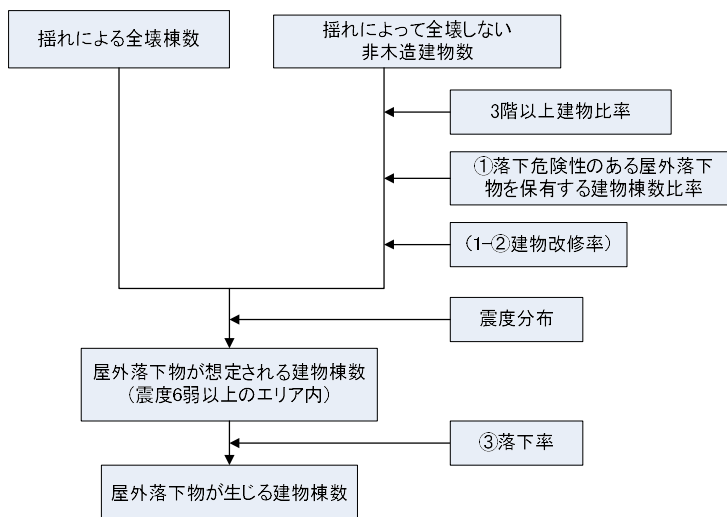 揺れによる全壊棟数
揺れによって全壊しない
非木造建物数
3階以上建物比率
①落下危険性のある屋外落下
物を保有する建物棟数比率
(1-②建物改修率)
震度分布
屋外落下物が想定される建物棟数
(震度6弱以上のエリア内)
③落下率
屋外落下物が生じる建物棟数